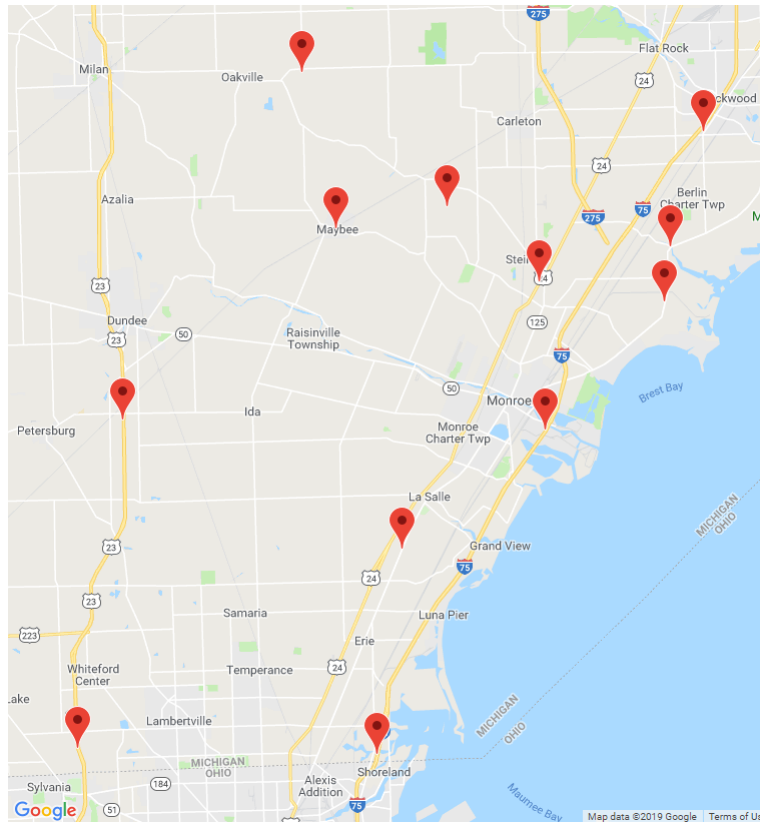 275
Flat Rock
Milan
Oakville
24
ckwood
Carleton
24
Azalia
Berlin
Charter Twp
75
275
M
Maybee
Stein
24
23
Dundee
50
Raisinville
Township
125
23
75
50
Brest Bay
Monroe
Ida
Petersburg
Monroe
Charter Twp
La Salle
MICHIGAN
OHIO
23
Grand View
75
24
23
Samaria
Luna Pier
223
Erie
24
Whiteford
Center
Temperance
Lake
Lambertville
MICHIGAN
OHIO
MICHIGAN
OHIO
Shoreland
184
Alexis
Addition
Sylvania
51
75
Maumee Bay
Google
Map data ©2019 Google
Terms of Us